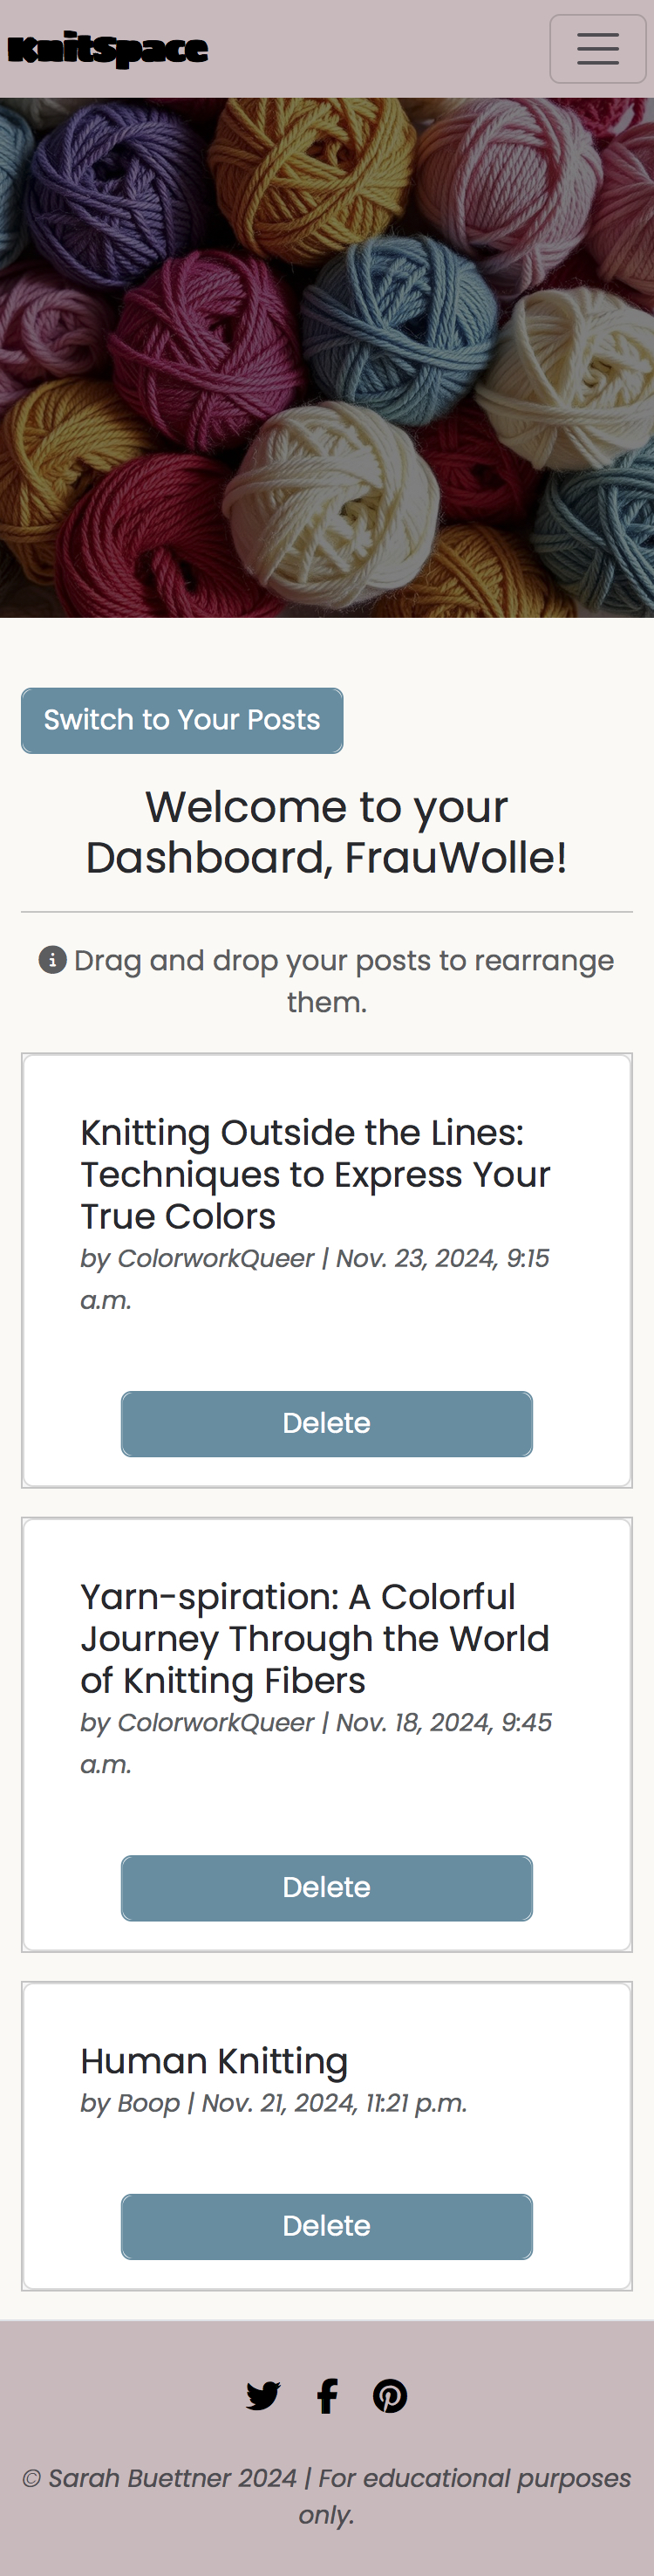 KnitSpace
Switch to Your Posts
Welcome to your
Dashboard, FrauWolle!
Drag and drop your posts to rearrange
them.
Knitting Outside the Lines:
Techniques to Express Your
True Colors
by ColorworkQueer | Nov. 23, 2024, 9:15
a.m.
Delete
Yarn-spiration: A Colorful
Journey Through the World
of Knitting Fibers
by ColorworkQueer | Nov. 18, 2024, 9:45
a.m.
Delete
Human Knitting
by Boop | Nov. 21, 2024, 11:21 p.m.
Delete
© Sarah Buettner 2024 | For educational purposes
only.